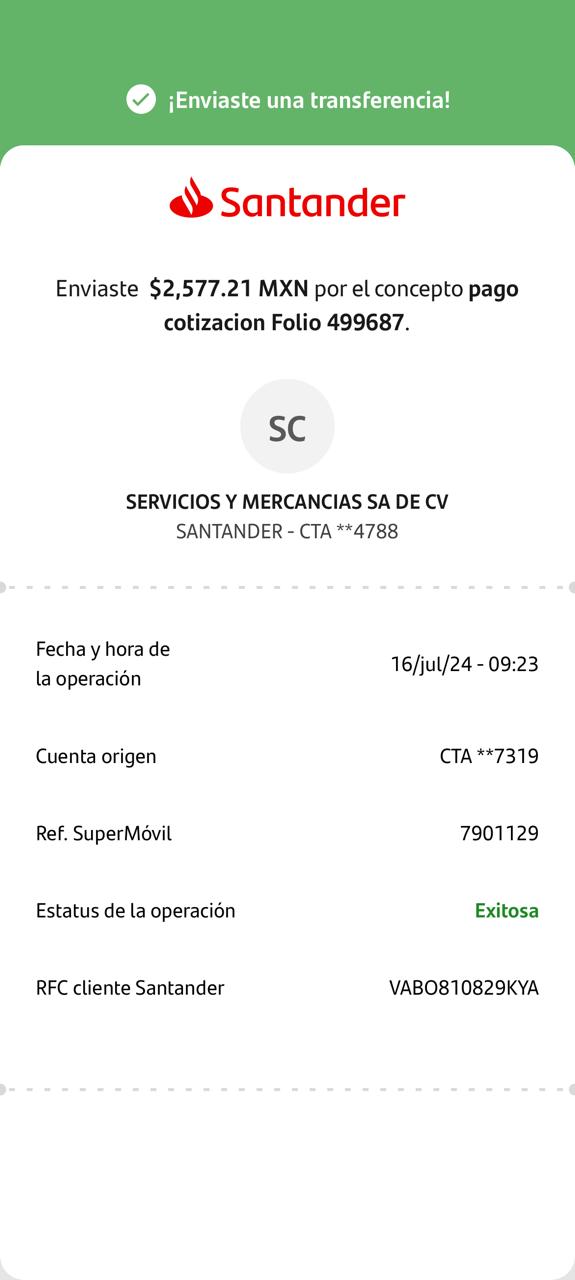 ¡Enviaste una transferencia!
Santander
Enviaste $2,577.21 MXN por el concepto pago
cotizacion Folio 499687.
SC
SERVICIOS Y MERCANCIAS SA DE CV
SANTANDER - CTA **4788
Fecha y hora de
la operación
16/jul/24 - 09:23
Cuenta origen
CTA **7319
Ref. SuperMóvil
7901129
Estatus de la operación
Exitosa
RFC cliente Santander
VABO810829KYA